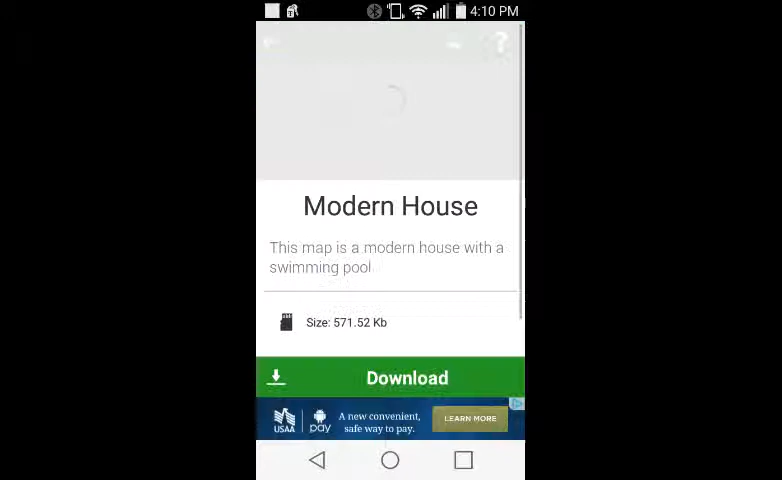 4:10 PM
?
Modern House
This map is a modern house with a
swimming pool.
Size: 571.52 Kb
Download
USAA
pay
A new convenient,
safe way to pay.
LEARN MORE